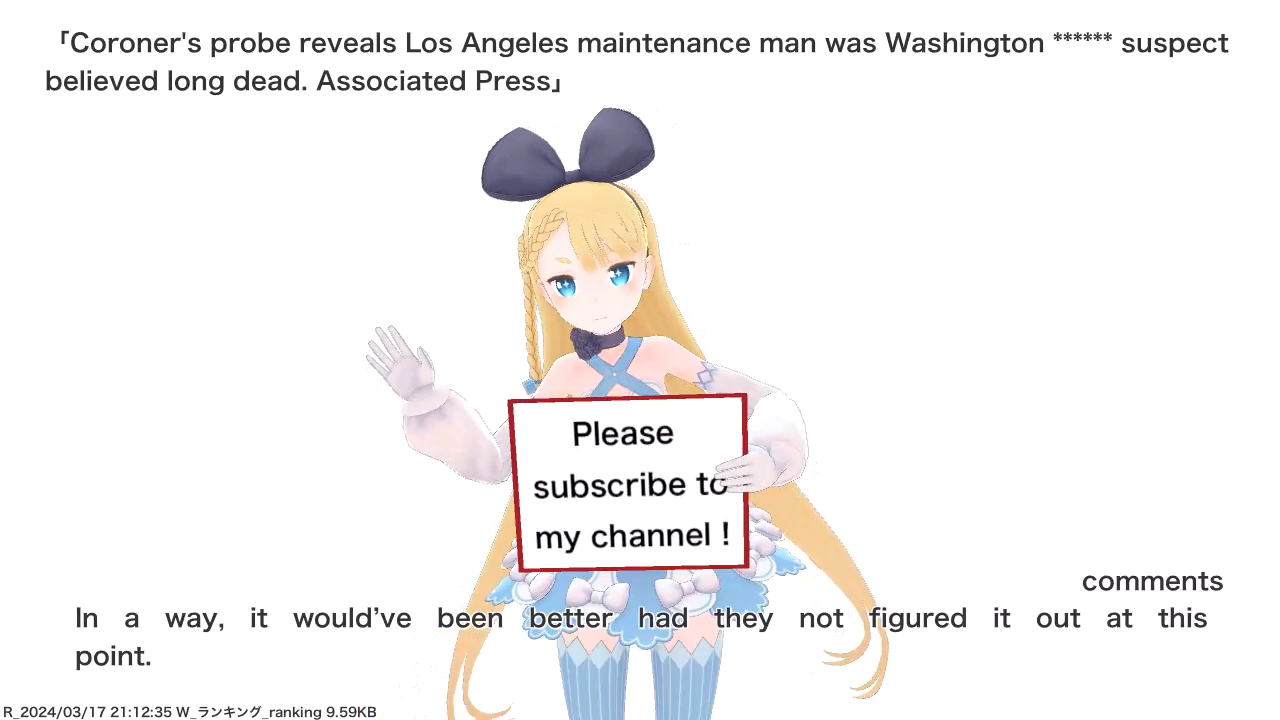 「Coroner's probe reveals Los Angeles maintenance man was Washington ****** suspect
believed long dead. Associated Press」
Please
subscribe to
my channel !
comments
In a way, it would’ve been better had they not figured it out at this
point.
R_2024/03/17 21:12:35 W_ランキング_ranking 9.59KB